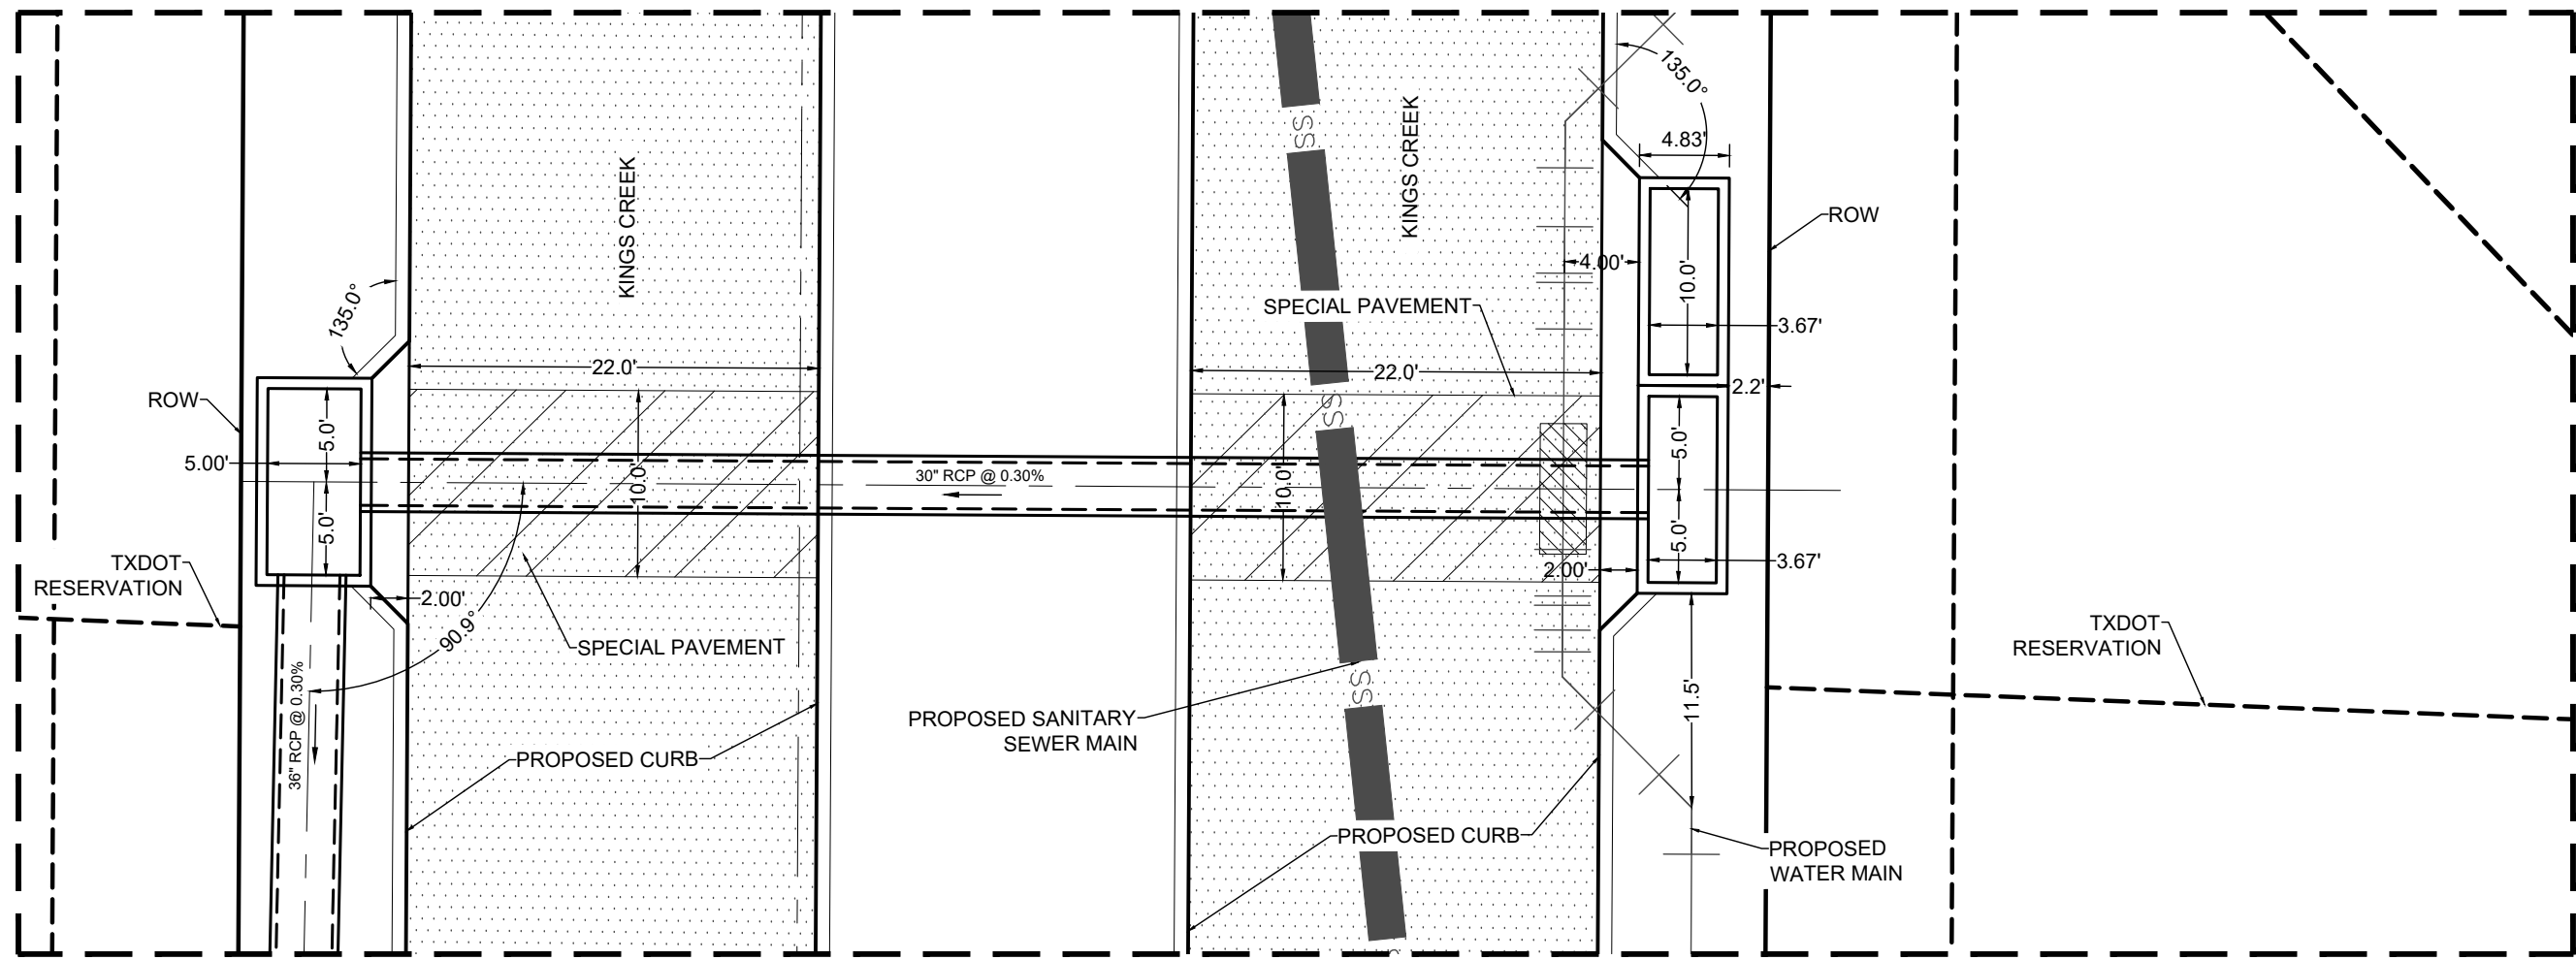 KINGS CREEK
KINGS CREEK
SS
135.0°
4.83'
ROW
4.00'
10.0'
SPECIAL PAVEMENT
3.67'
135.0°
22.0'
22.0'
2.2'
ROW
SS
5.0'
5.0'
5.00'
10.0'
30" RCP @ 0.30%
10.0'
5.0'
5.0'
3.67'
TXDOT
RESERVATION
2.00'
2.00'
90.9°
SPECIAL PAVEMENT
TXDOT
RESERVATION
36" RCP @ 0.30%
SS
11.5'
PROPOSED SANITARY
SEWER MAIN
PROPOSED CURB
PROPOSED CURB
PROPOSED
WATER MAIN